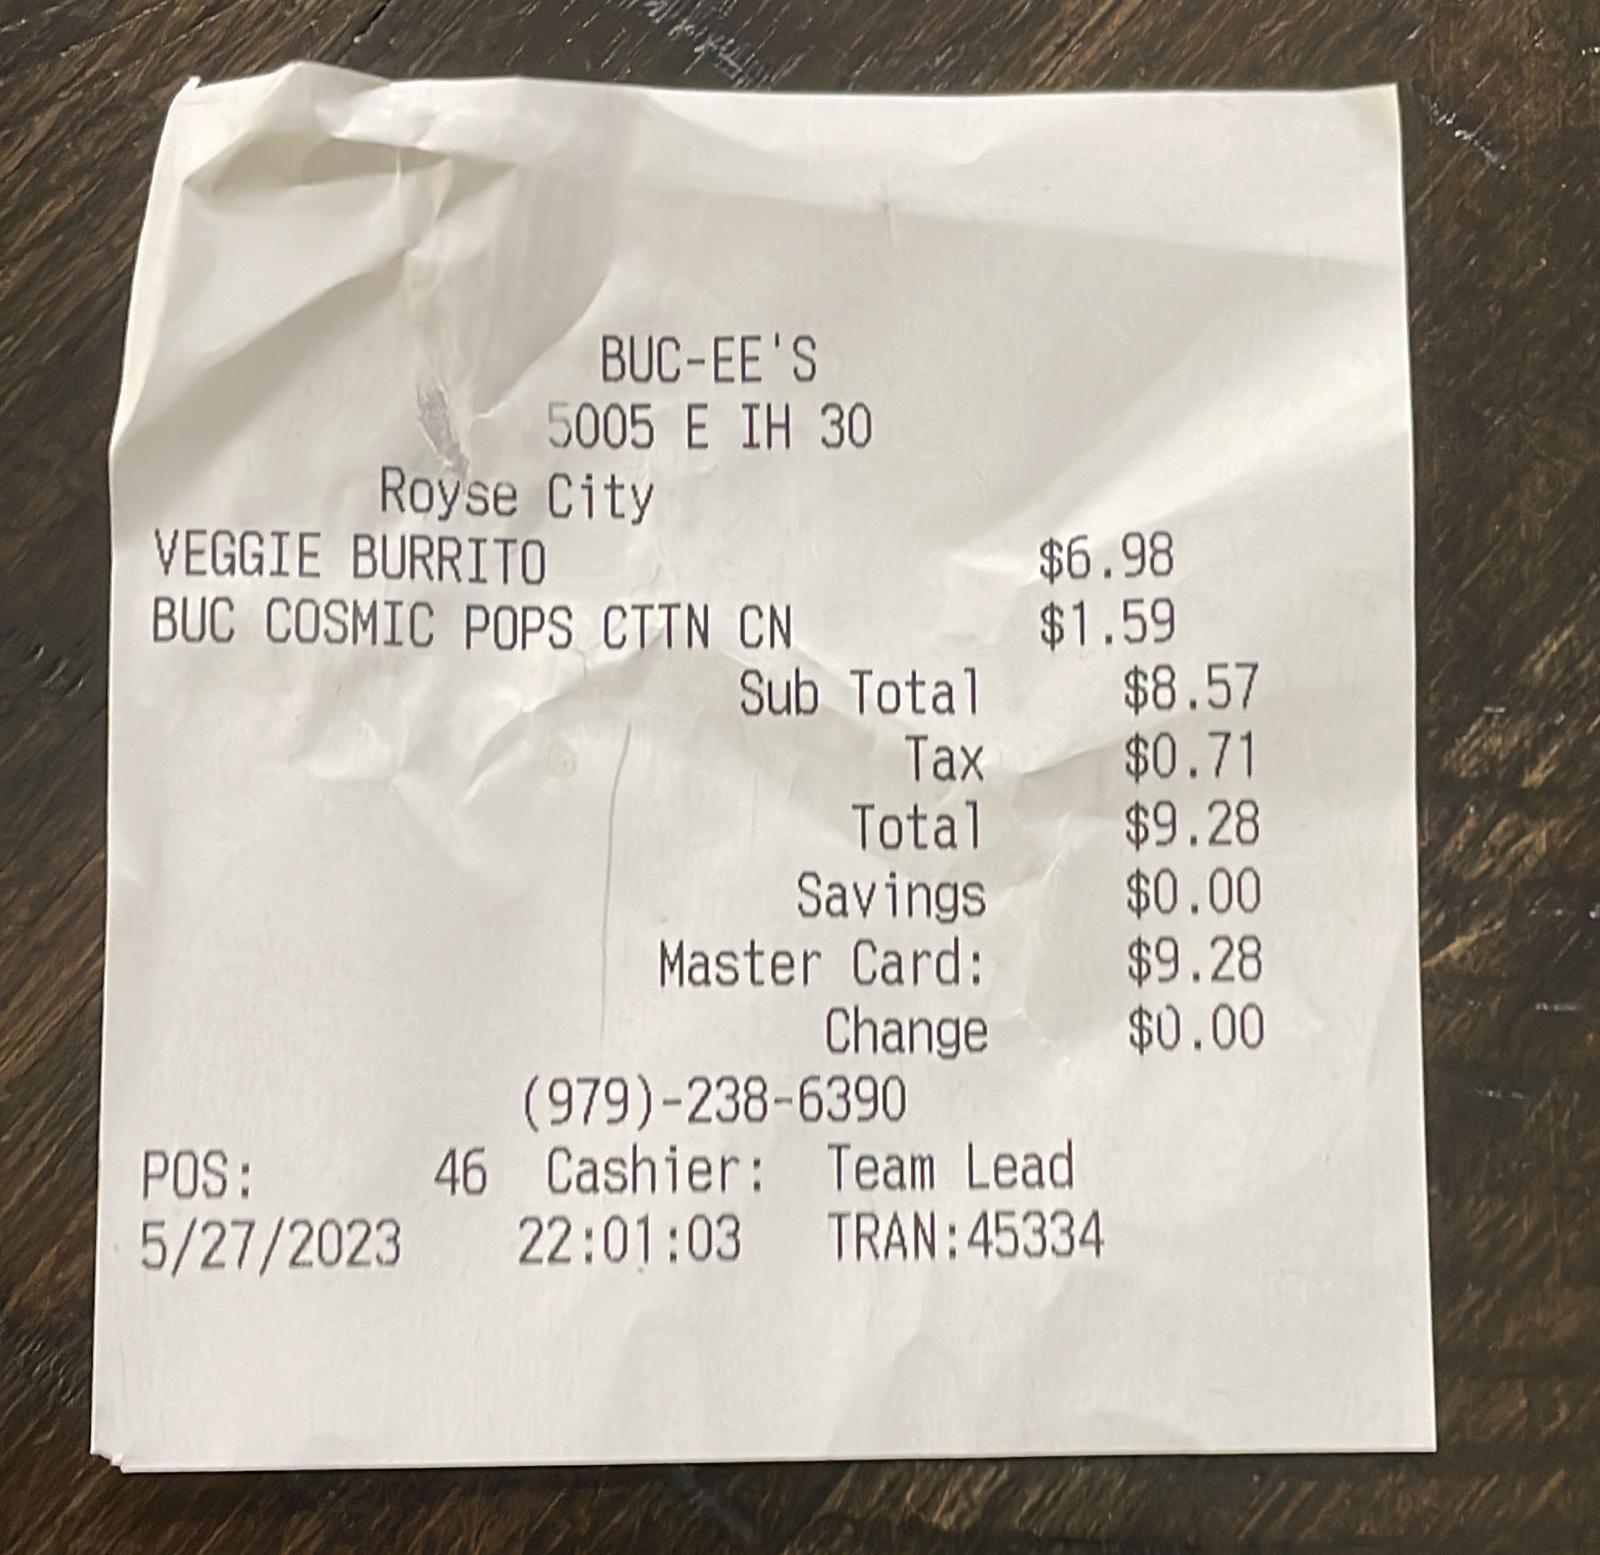 BUC-EE'S
5005 E IH 30
Royse City
VEGGIE BURRITO $6.98
BUC COSMIC POPS CTTN CN $1.59
Sub Total $8.57
Tax $0.71
Total $9.28
Savings $0.00
Master Card: $9.28
Change $0.00
(979)-238-6390
POS: 46 Cashier: Team Lead
5/27/2023 22:01:03 TRAN:45334